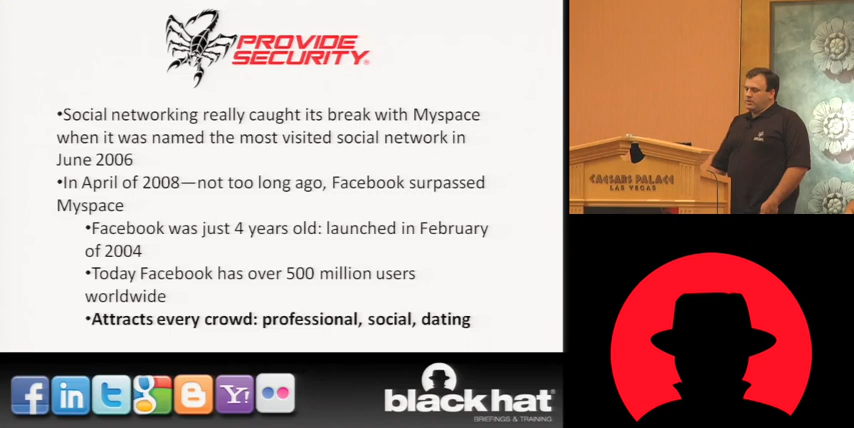 PROVIDE
SECURITY®
•Social networking really caught its break with Myspace
when it was named the most visited social network in
June 2006
•In April of 2008—not too long ago, Facebook surpassed
Myspace
•Facebook was just 4 years old: launched in February
of 2004
•Today Facebook has over 500 million users
worldwide
•Attracts every crowd: professional, social, dating
f in t g B Y!
black hat®
BRIEFINGS & TRAINING
CAESARS PALACE
LAS VEGAS